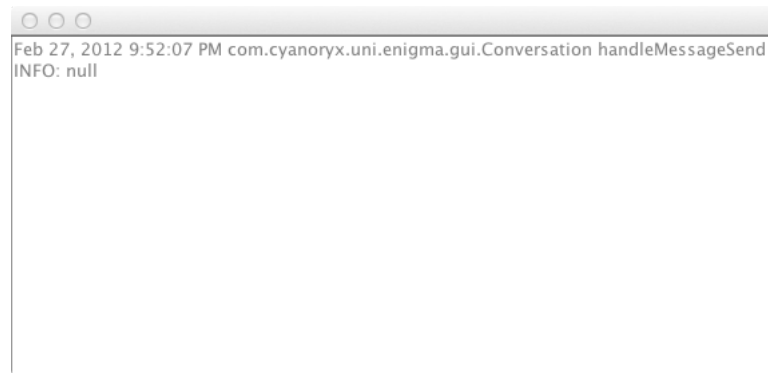 Feb 27, 2012 9:52:07 PM com.cyanoryx.uni.enigma.gui.Conversation handleMessageSend
INFO: null